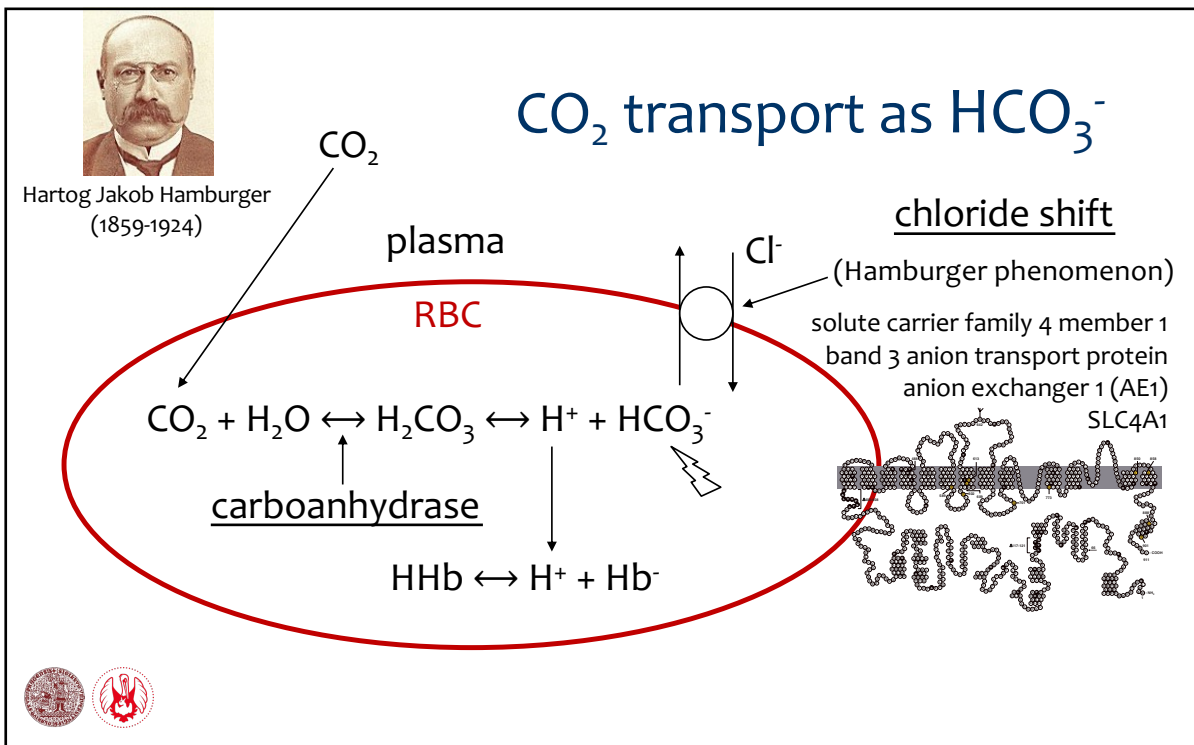 CO₂ transport as HCO₃⁻
Hartog Jakob Hamburger
(1859-1924)
CO₂
plasma
RBC
Cl⁻
chloride shift
(Hamburger phenomenon)
solute carrier family 4 member 1
band 3 anion transport protein
anion exchanger 1 (AE1)
SLC4A1
CO₂ + H₂O ↔ H₂CO₃ ↔ H⁺ + HCO₃⁻
carboanhydrase
HHb ↔ H⁺ + Hb⁻